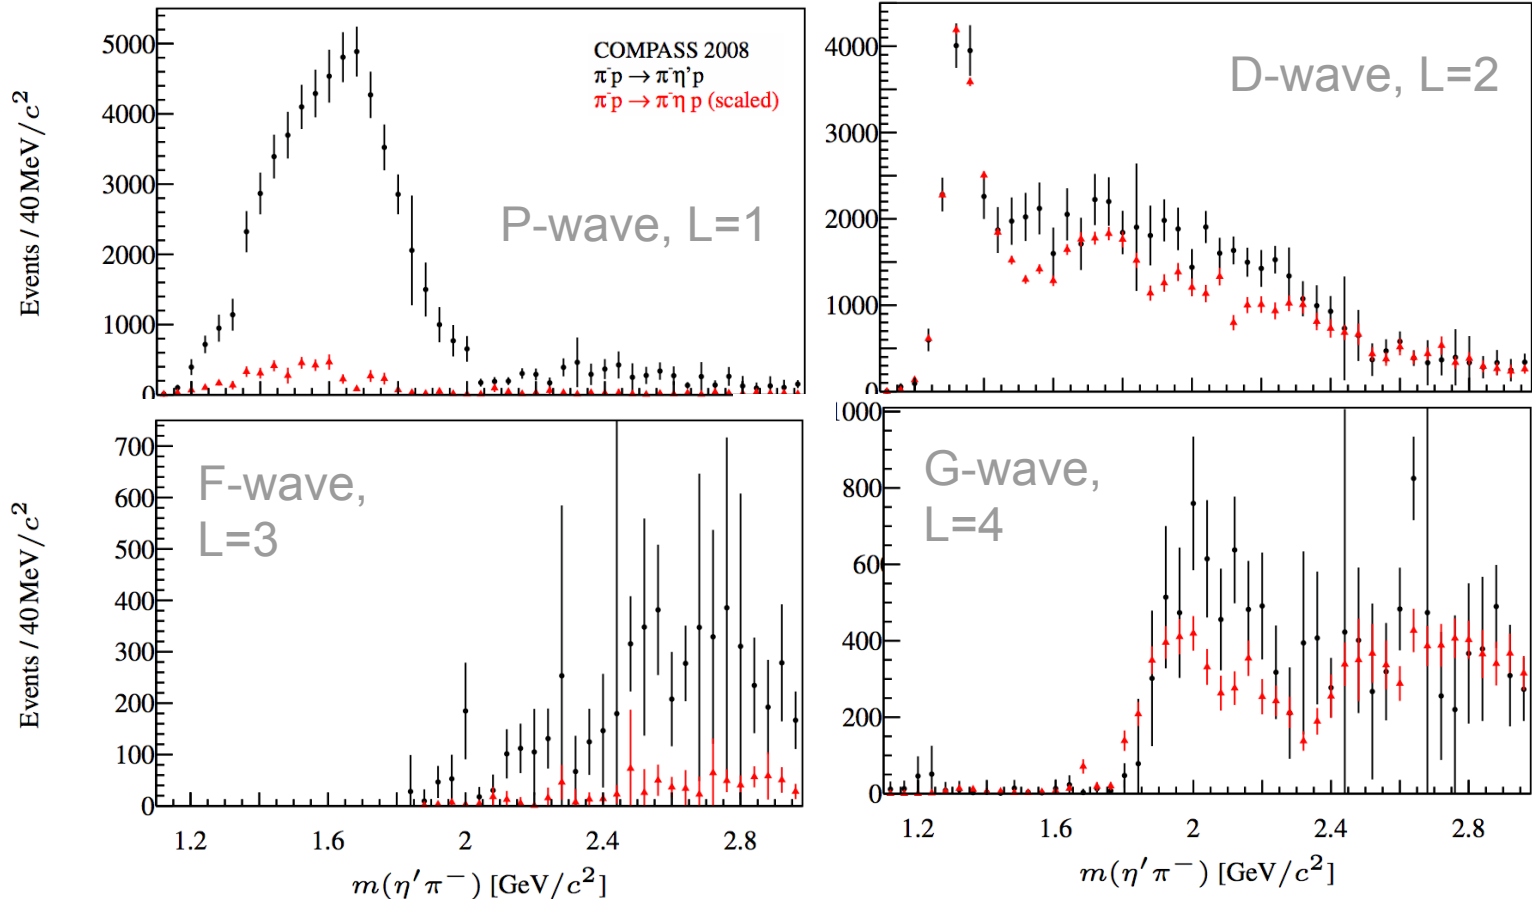 5000
4000
3000
2000
1000
0
Events / 40 MeV/c²
COMPASS 2008
π⁻p → π⁻η'p
π⁻p → π⁻η p (scaled)
P-wave, L=1
4000
3000
2000
1000
0
D-wave, L=2
700
600
500
400
300
200
100
0
Events / 40 MeV/c²
F-wave,
L=3
1.2 1.6 2 2.4 2.8
m(η′π⁻) [GeV/c²]
1000
800
600
400
200
0
G-wave,
L=4
1.2 1.6 2 2.4 2.8
m(η′π⁻) [GeV/c²]